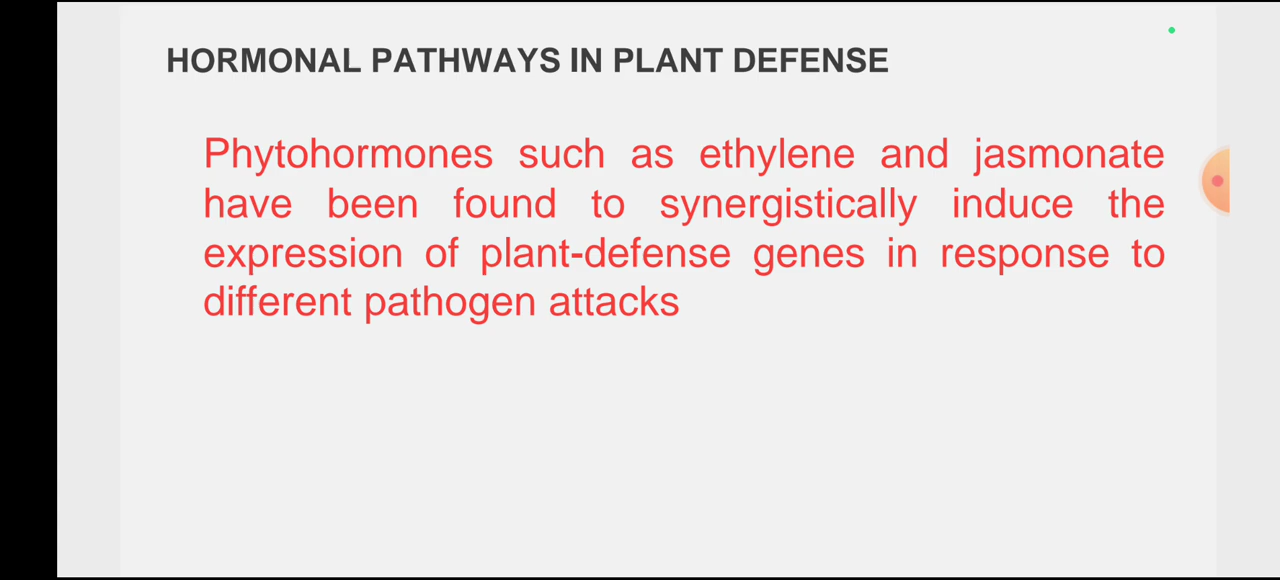 HORMONAL PATHWAYS IN PLANT DEFENSE
Phytohormones such as ethylene and jasmonate
have been found to synergistically induce the
expression of plant-defense genes in response to
different pathogen attacks